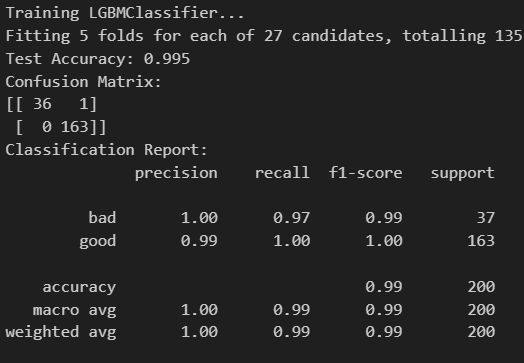 Training LGBMClassifier...
Fitting 5 folds for each of 27 candidates, totalling 135
Test Accuracy: 0.995
Confusion Matrix:
[[ 36   1]
 [  0 163]]
Classification Report:
              precision    recall  f1-score   support

         bad       1.00      0.97      0.99        37
        good       0.99      1.00      1.00       163

    accuracy                           0.99       200
   macro avg       1.00      0.99      0.99       200
weighted avg       1.00      0.99      0.99       200